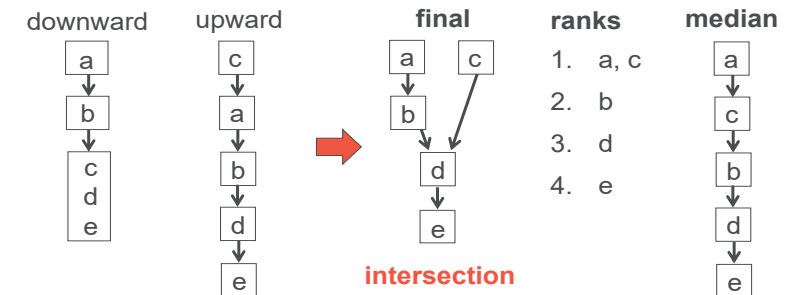 downward upward final ranks median
a c a c 1. a, c a
b a b 2. b c
c b d 3. d b
d d e 4. e d
e e e
intersection